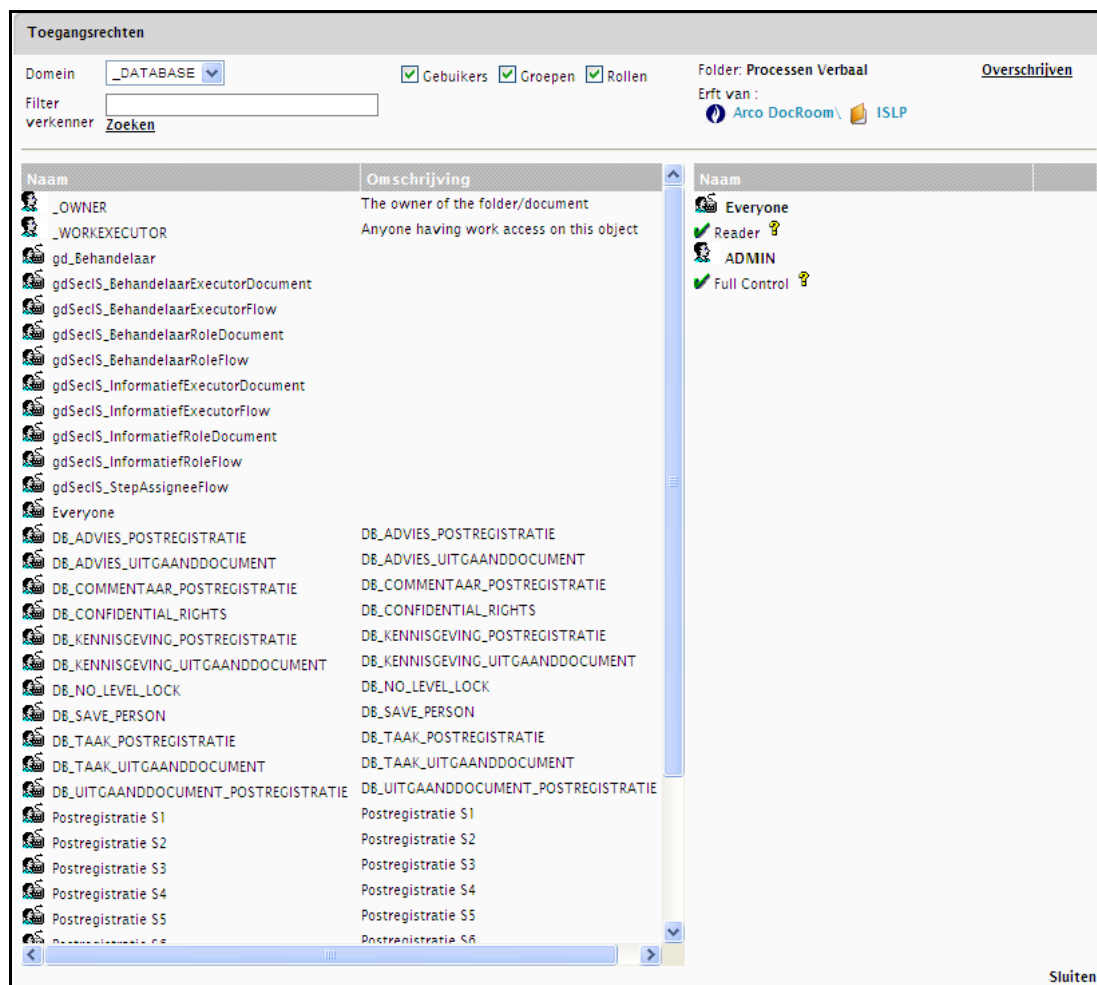 Toegangsrechten
Domein _DATABASE Gebuikers Groepen Rollen Folder: Processen Verbaal Overschrijven
Filter verkenner Zoeken Erft van :
Arco DocRoom\ ISLP
Naam Omschrijving
_OWNER The owner of the folder/document
_WORKEXECUTOR Anyone having work access on this object
gd_Behandelaar
gdSecIS_BehandelaarExecutorDocument
gdSecIS_BehandelaarExecutorFlow
gdSecIS_BehandelaarRoleDocument
gdSecIS_BehandelaarRoleFlow
gdSecIS_InformatiefExecutorDocument
gdSecIS_InformatiefExecutorFlow
gdSecIS_InformatiefRoleDocument
gdSecIS_InformatiefRoleFlow
gdSecIS_StepAssigneeFlow
Everyone
DB_ADVIES_POSTREGISTRATIE DB_ADVIES_POSTREGISTRATIE
DB_ADVIES_UITGAANDDOCUMENT DB_ADVIES_UITGAANDDOCUMENT
DB_COMMENTAAR_POSTREGISTRATIE DB_COMMENTAAR_POSTREGISTRATIE
DB_CONFIDENTIAL_RIGHTS DB_CONFIDENTIAL_RIGHTS
DB_KENNISGEVING_POSTREGISTRATIE DB_KENNISGEVING_POSTREGISTRATIE
DB_KENNISGEVING_UITGAANDDOCUMENT DB_KENNISGEVING_UITGAANDDOCUMENT
DB_NO_LEVEL_LOCK DB_NO_LEVEL_LOCK
DB_SAVE_PERSON DB_SAVE_PERSON
DB_TAAK_POSTREGISTRATIE DB_TAAK_POSTREGISTRATIE
DB_TAAK_UITGAANDDOCUMENT DB_TAAK_UITGAANDDOCUMENT
DB_UITGAANDDOCUMENT_POSTREGISTRATIE DB_UITGAANDDOCUMENT_POSTREGISTRATIE
Postregistratie S1 Postregistratie S1
Postregistratie S2 Postregistratie S2
Postregistratie S3 Postregistratie S3
Postregistratie S4 Postregistratie S4
Postregistratie S5 Postregistratie S5
Postregistratie S6 Postregistratie S6
Naam
Everyone
Reader
ADMIN
Full Control
Sluiten